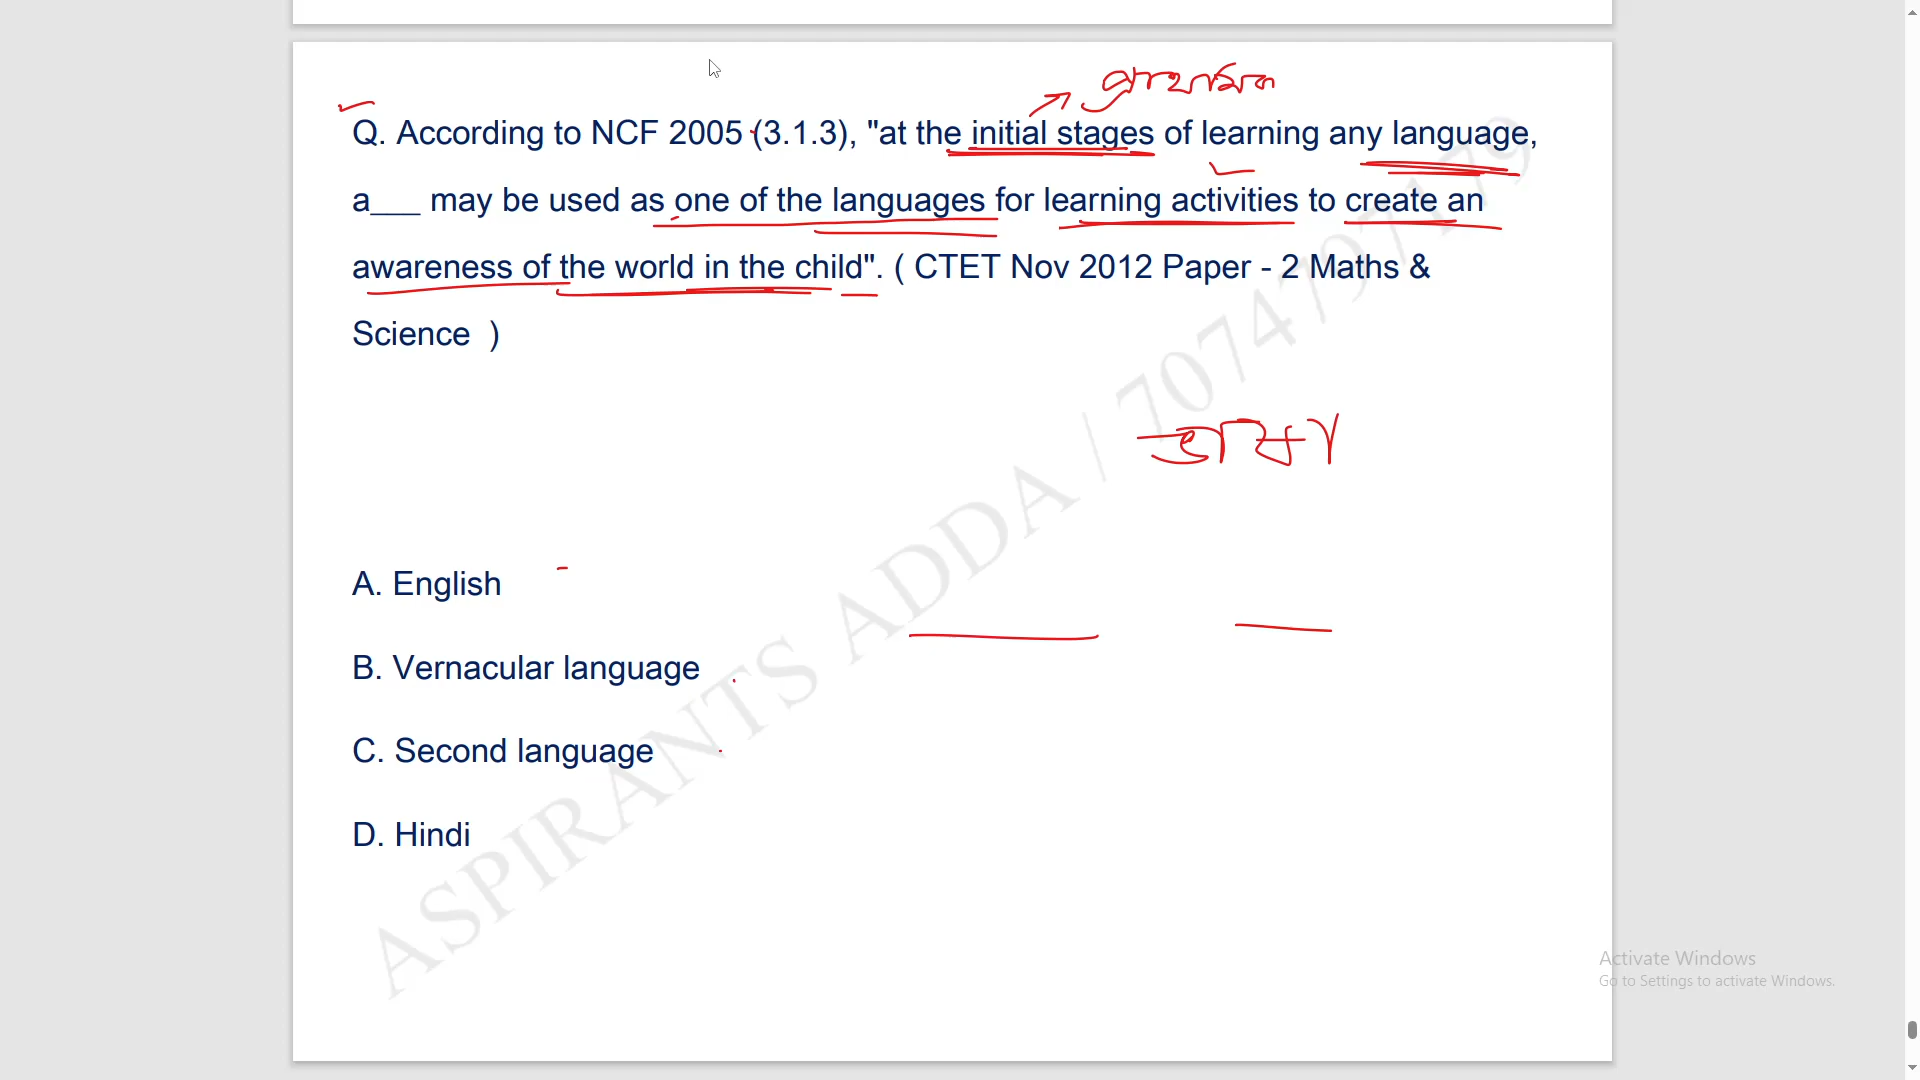 প্রাথমিক
Q. According to NCF 2005 (3.1.3), "at the initial stages of learning any language,
a___ may be used as one of the languages for learning activities to create an
awareness of the world in the child". ( CTET Nov 2012 Paper - 2 Maths &
Science )
A. English
B. Vernacular language
C. Second language
D. Hindi
ASPIRANTS ADDA / 7074797179
Activate Windows
Go to Settings to activate Windows.